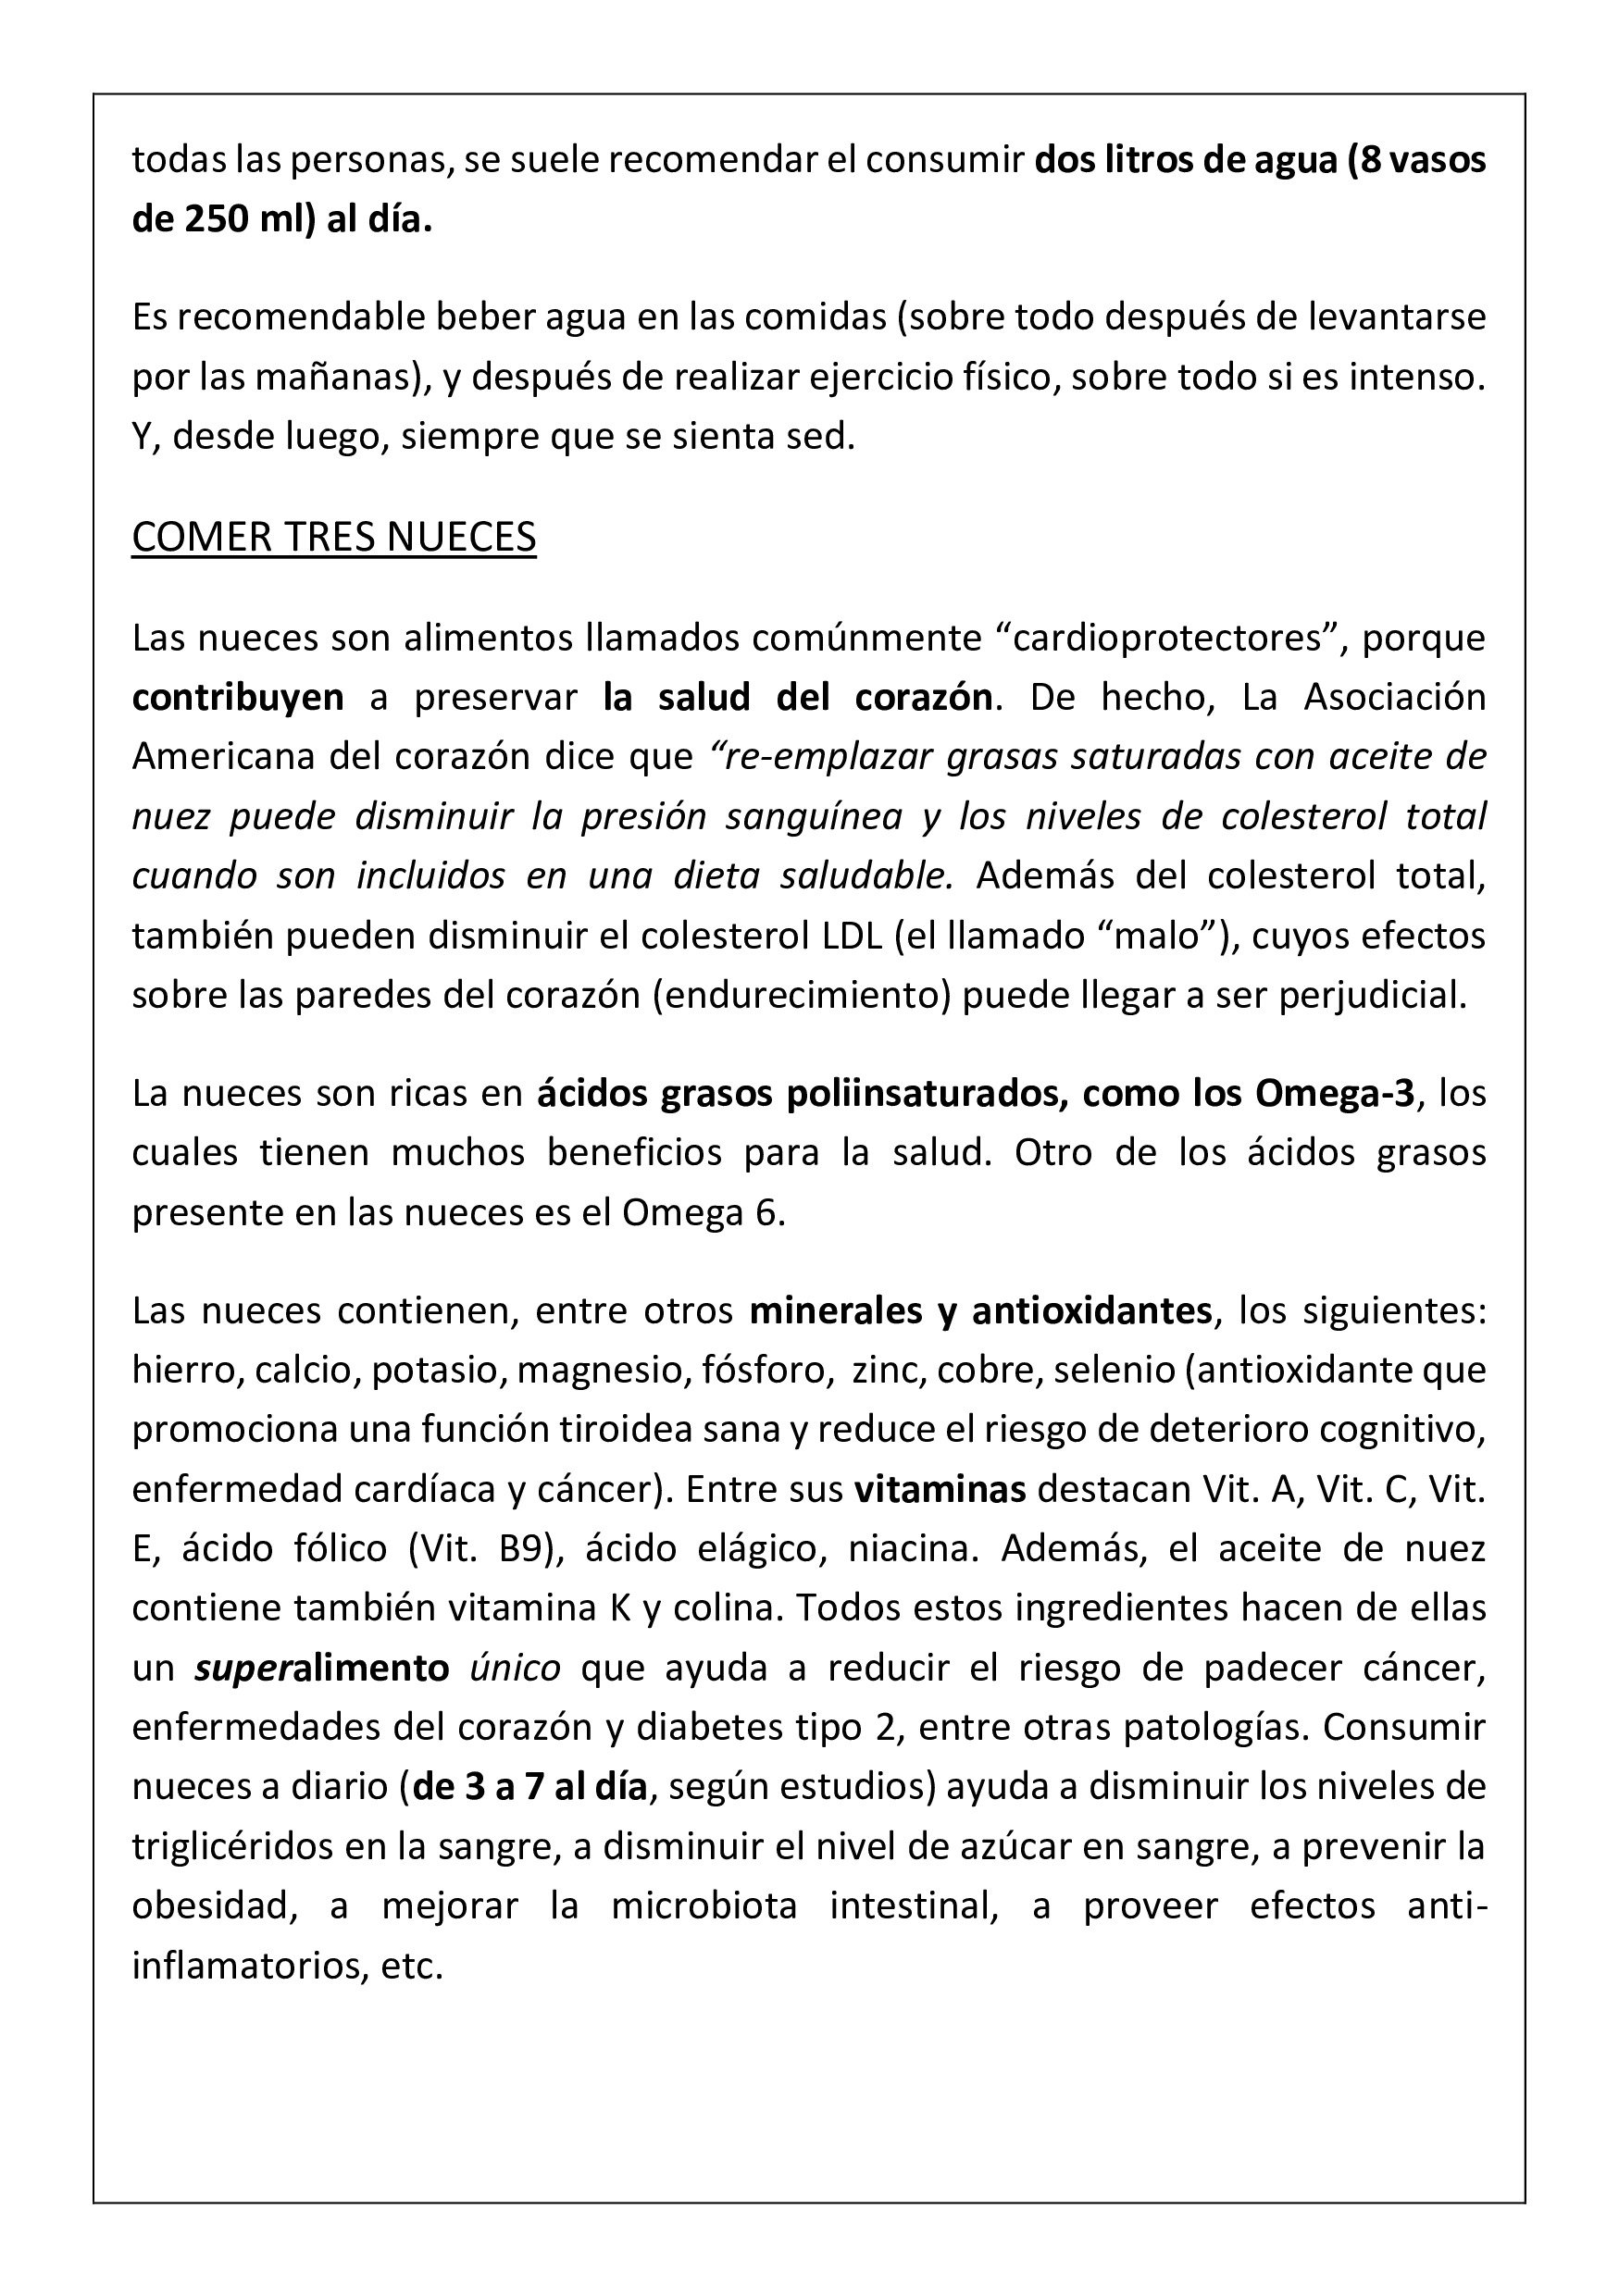 todas las personas, se suele recomendar el consumir dos litros de agua (8 vasos
de 250 ml) al día.
Es recomendable beber agua en las comidas (sobre todo después de levantarse
por las mañanas), y después de realizar ejercicio físico, sobre todo si es intenso.
Y, desde luego, siempre que se sienta sed.
COMER TRES NUECES
Las nueces son alimentos llamados comúnmente “cardioprotectores”, porque
contribuyen a preservar la salud del corazón. De hecho, La Asociación
Americana del corazón dice que “re-emplazar grasas saturadas con aceite de
nuez puede disminuir la presión sanguínea y los niveles de colesterol total
cuando son incluidos en una dieta saludable. Además del colesterol total,
también pueden disminuir el colesterol LDL (el llamado “malo”), cuyos efectos
sobre las paredes del corazón (endurecimiento) puede llegar a ser perjudicial.
La nueces son ricas en ácidos grasos poliinsaturados, como los Omega-3, los
cuales tienen muchos beneficios para la salud. Otro de los ácidos grasos
presente en las nueces es el Omega 6.
Las nueces contienen, entre otros minerales y antioxidantes, los siguientes:
hierro, calcio, potasio, magnesio, fósforo, zinc, cobre, selenio (antioxidante que
promociona una función tiroidea sana y reduce el riesgo de deterioro cognitivo,
enfermedad cardíaca y cáncer). Entre sus vitaminas destacan Vit. A, Vit. C, Vit.
E, ácido fólico (Vit. B9), ácido elágico, niacina. Además, el aceite de nuez
contiene también vitamina K y colina. Todos estos ingredientes hacen de ellas
un superalimento único que ayuda a reducir el riesgo de padecer cáncer,
enfermedades del corazón y diabetes tipo 2, entre otras patologías. Consumir
nueces a diario (de 3 a 7 al día, según estudios) ayuda a disminuir los niveles de
triglicéridos en la sangre, a disminuir el nivel de azúcar en sangre, a prevenir la
obesidad, a mejorar la microbiota intestinal, a proveer efectos anti-
inflamatorios, etc.